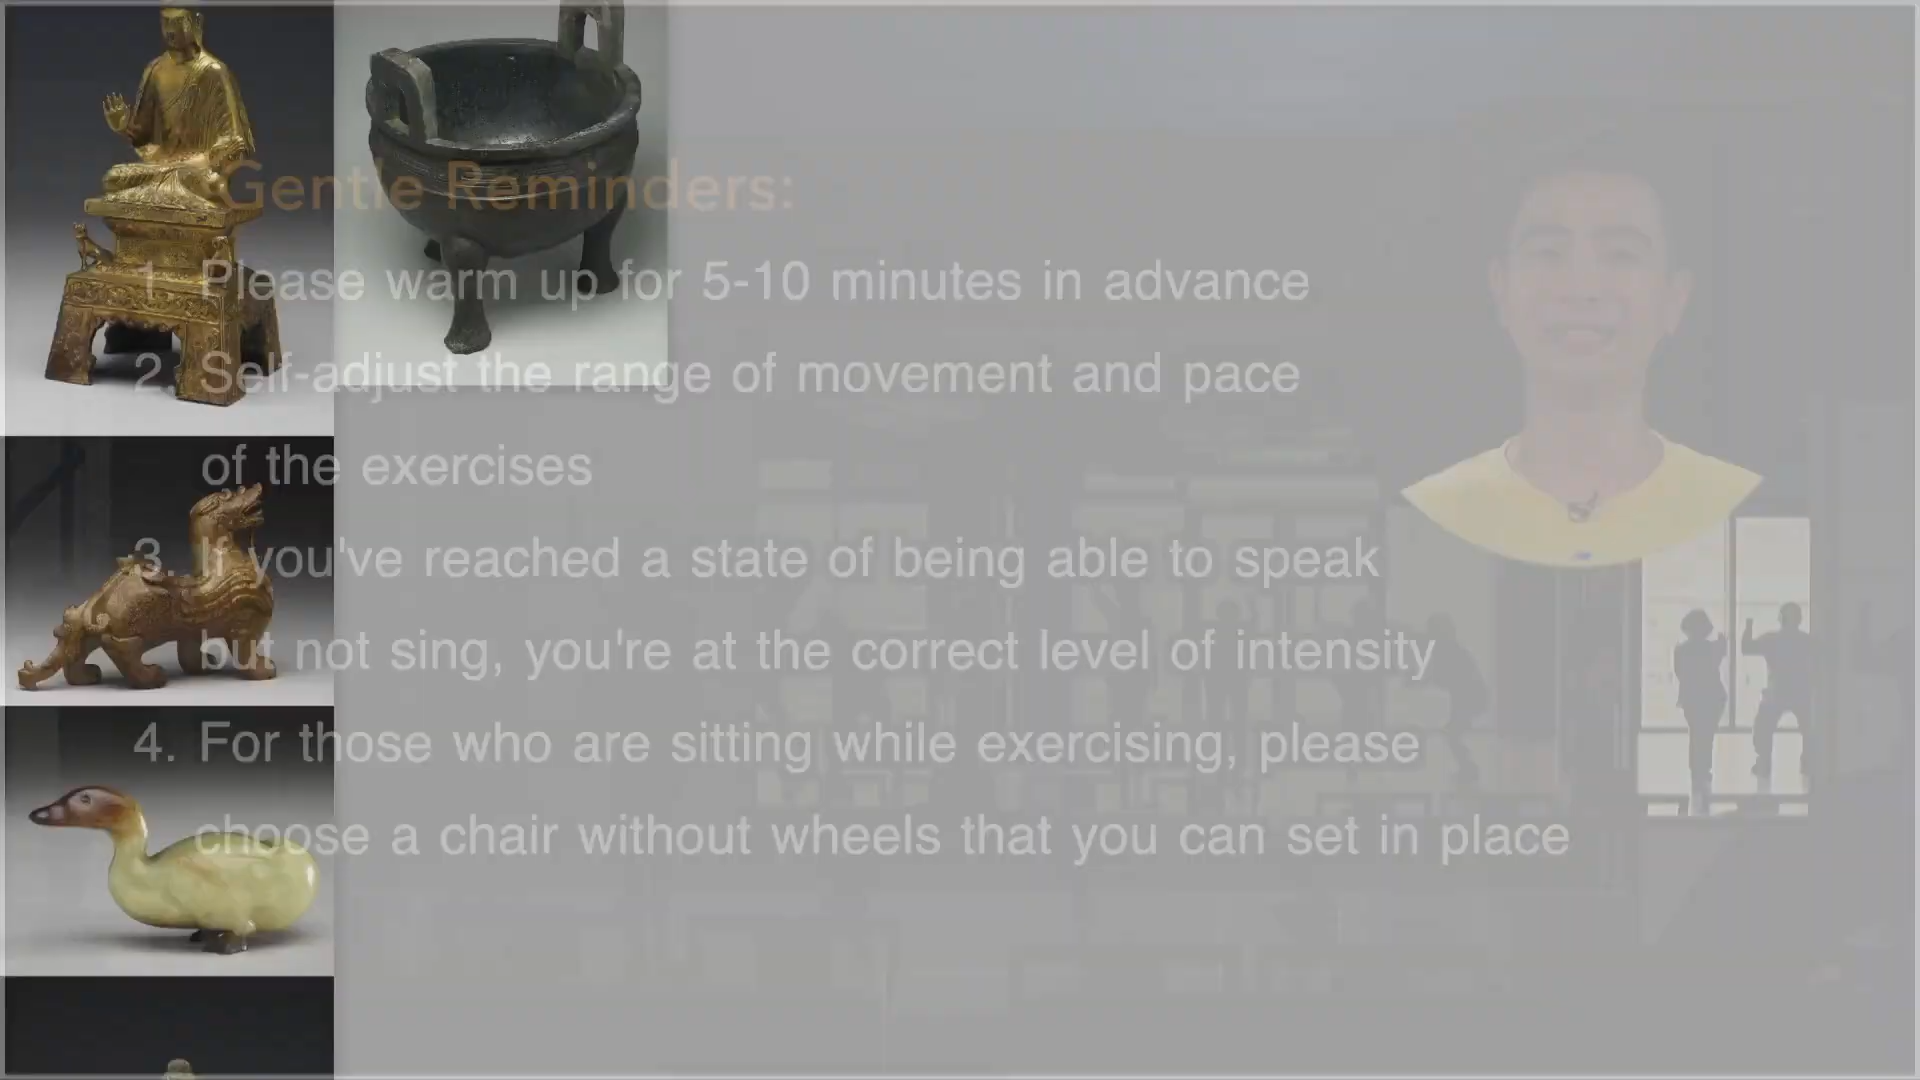 Gentle Reminders:
1. Please warm up for 5-10 minutes in advance
2. Self-adjust the range of movement and pace
of the exercises
3. If you've reached a state of being able to speak
but not sing, you're at the correct level of intensity
4. For those who are sitting while exercising, please
choose a chair without wheels that you can set in place